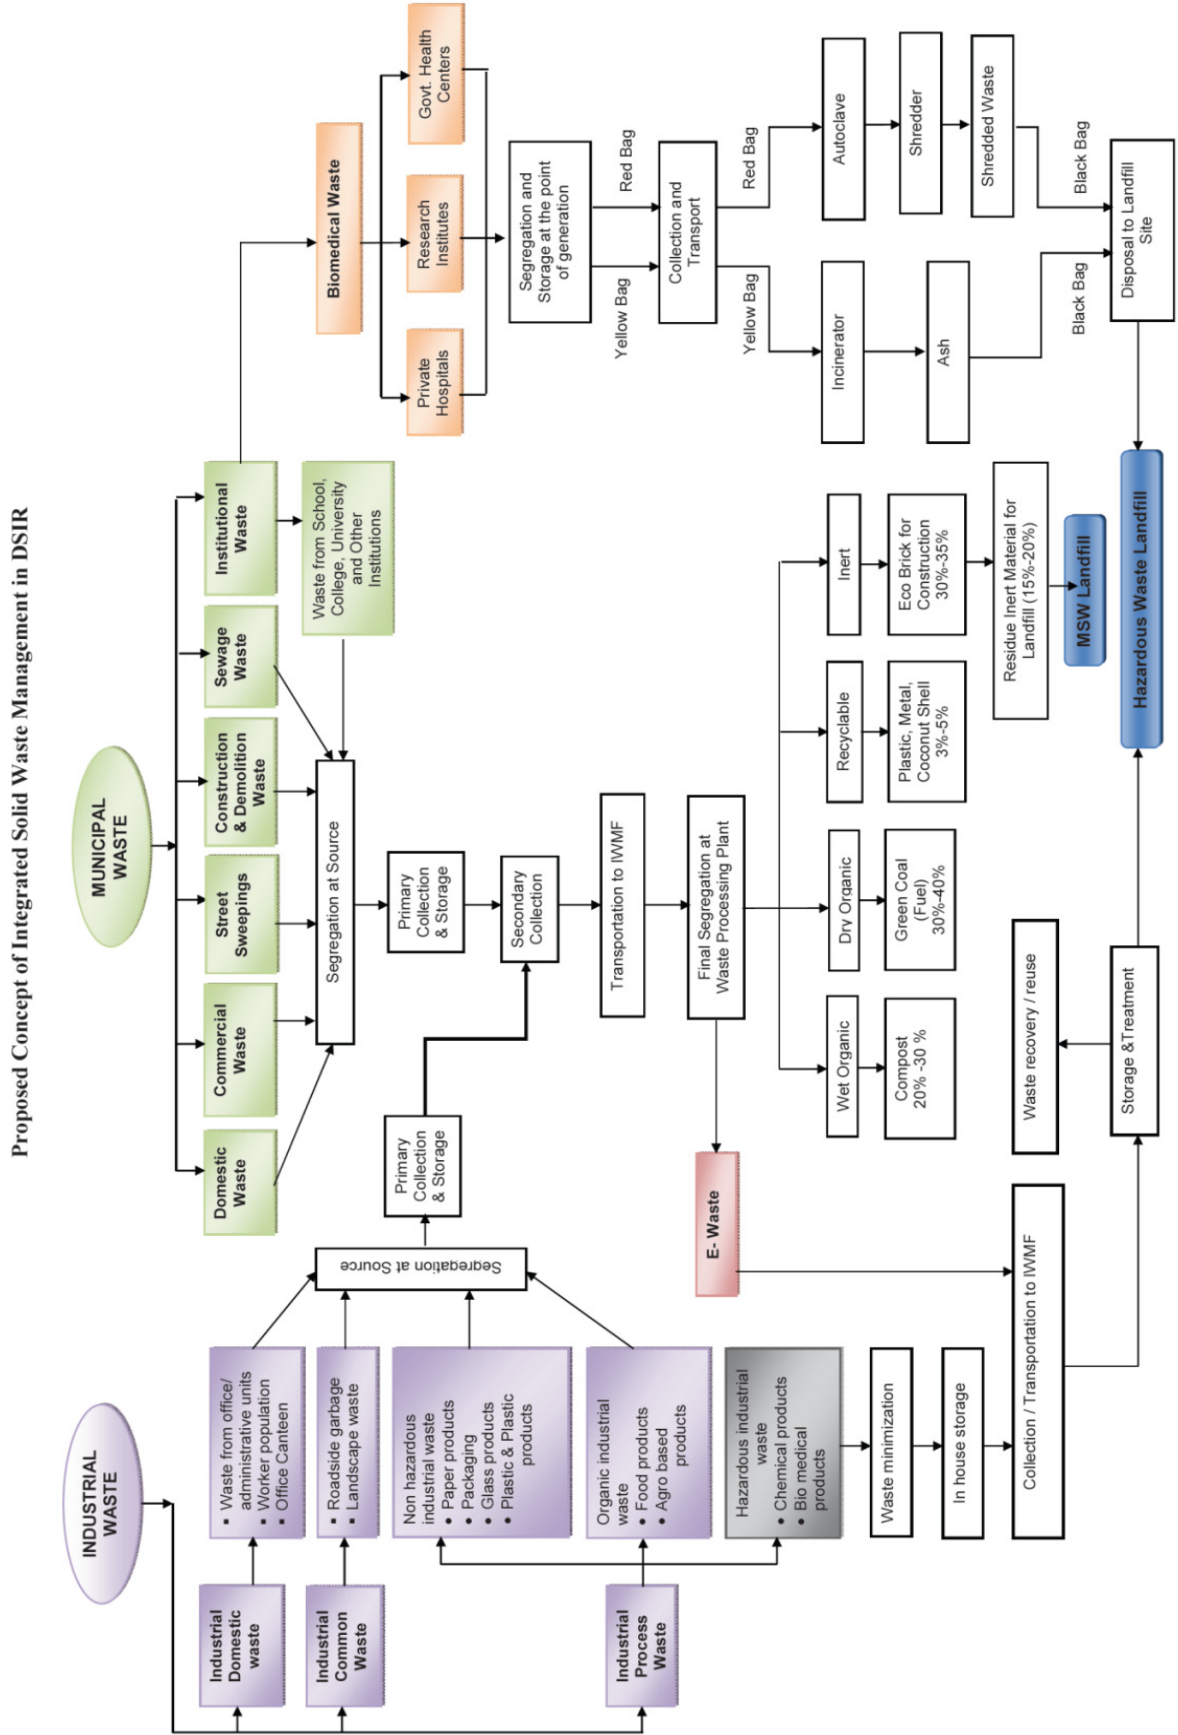 Proposed Concept of Integrated Solid Waste Management in DSIR
INDUSTRIAL
WASTE
MUNICIPAL
WASTE
Industrial
Domestic
waste
▪ Waste from office/
administrative units
▪ Worker population
▪ Office Canteen
Industrial
Common
Waste
▪ Roadside garbage
▪ Landscape waste
Non hazardous
industrial waste
● Paper products
● Packaging
● Glass products
● Plastic & Plastic
products
Industrial
Process
Waste
Organic industrial
waste
● Food products
● Agro based
products
Hazardous industrial
waste
● Chemical products
● Bio medical
products
Waste minimization
In house storage
Collection / Transportation to IWMF
Segregation at Source
Primary
Collection
& Storage
Domestic
Waste
Commercial
Waste
Street
Sweepings
Construction
& Demolition
Waste
Sewage
Waste
Institutional
Waste
Waste from School,
College, University
and Other
Institutions
Segregation at Source
Primary
Collection
& Storage
Secondary
Collection
Transportation to IWMF
Final Segregation at
Waste Processing Plant
E- Waste
Wet Organic
Compost
20% -30 %
Dry Organic
Green Coal
(Fuel)
30%-40%
Recyclable
Plastic, Metal,
Coconut Shell
3%-5%
Inert
Eco Brick for
Construction
30%-35%
Residue Inert Material for
Landfill (15%-20%)
MSW Landfill
Waste recovery / reuse
Storage &Treatment
Hazardous Waste Landfill
Biomedical Waste
Private
Hospitals
Research
Institutes
Govt. Health
Centers
Segregation and
Storage at the point
of generation
Yellow Bag
Red Bag
Collection and
Transport
Yellow Bag
Red Bag
Incinerator
Autoclave
Ash
Shredder
Shredded Waste
Black Bag
Black Bag
Disposal to Landfill
Site